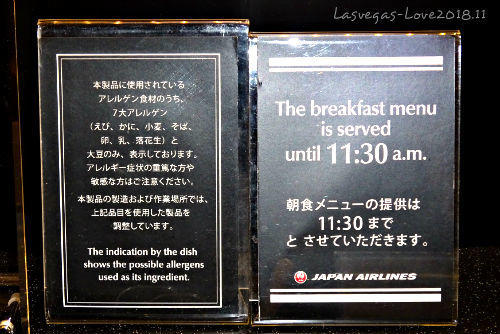 Lasvegas-Love2018.11
本製品に使用されている
アレルゲン食材のうち、
7大アレルゲン
（えび、かに、小麦、そば、
卵、乳、落花生）と
大豆のみ、表示しております。
アレルギー症状の重篤な方や
敏感な方はご注意ください。
本製品の製造および作業場所では、
上記品目を使用した製品を
調整しています。
The indication by the dish
shows the possible allergens
used as its ingredient.
The breakfast menu
is served
until 11:30 a.m.
朝食メニューの提供は
11:30 まで
と させていただきます。
JAPAN AIRLINES